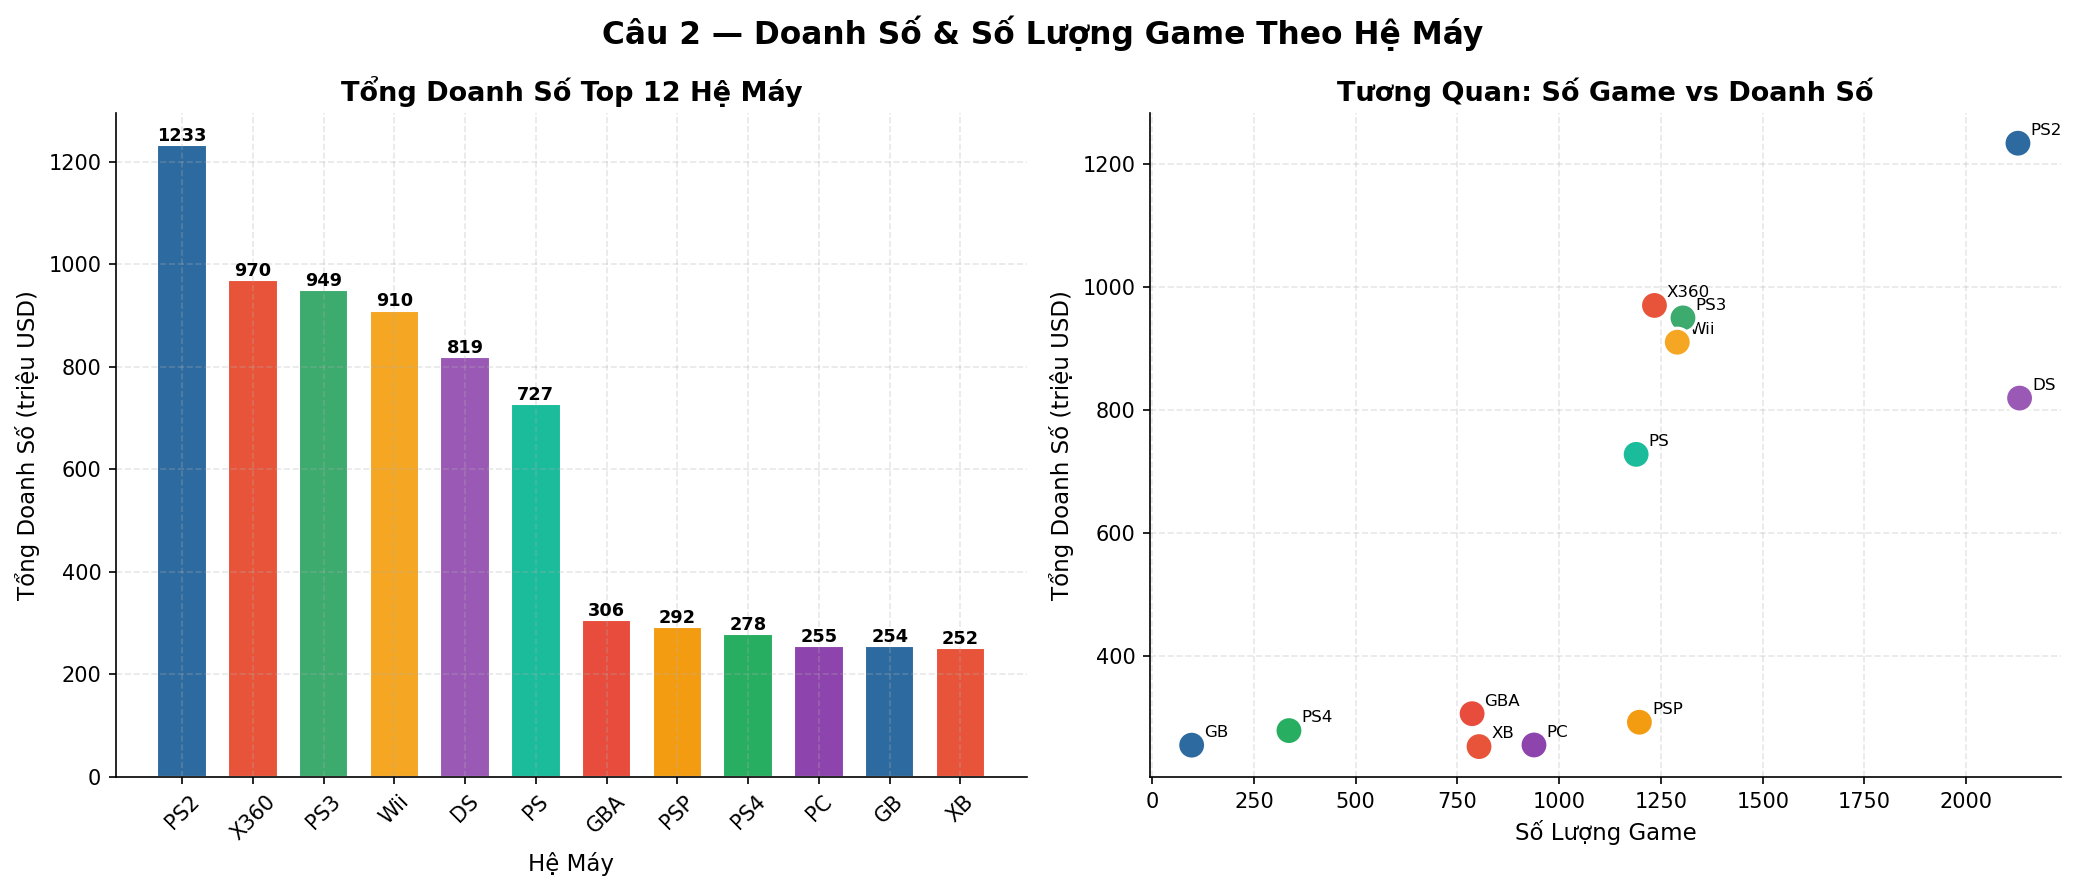 Câu 2 — Doanh Số & Số Lượng Game Theo Hệ Máy
Tổng Doanh Số Top 12 Hệ Máy
Tổng Doanh Số (triệu USD)
1200
1000
800
600
400
200
0
1233
970
949
910
819
727
306
292
278
255
254
252
PS2
X360
PS3
Wii
DS
PS
GBA
PSP
PS4
PC
GB
XB
Hệ Máy
Tương Quan: Số Game vs Doanh Số
Tổng Doanh Số (triệu USD)
1200
1000
800
600
400
PS2
X360
PS3
Wii
DS
PS
GBA
PSP
PS4
XB
PC
GB
0
250
500
750
1000
1250
1500
1750
2000
Số Lượng Game